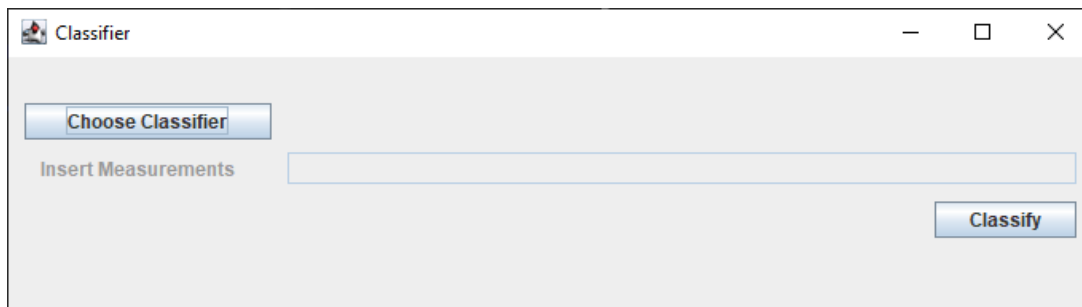 Classifier
Choose Classifier
Insert Measurements
Classify